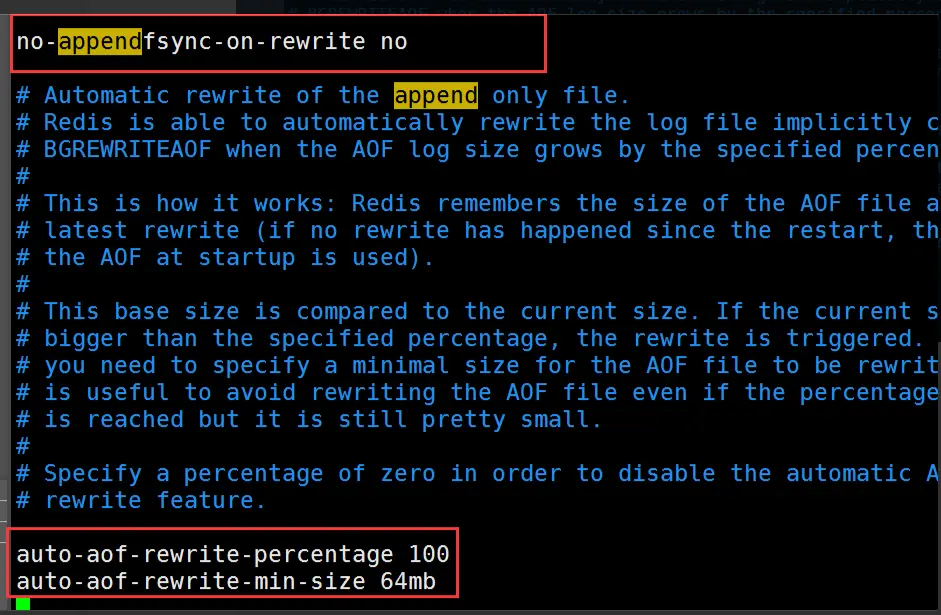 no-appendfsync-on-rewrite no
# Automatic rewrite of the append only file.
# Redis is able to automatically rewrite the log file implicitly c
# BGREWRITEAOF when the AOF log size grows by the specified percen
#
# This is how it works: Redis remembers the size of the AOF file a
# latest rewrite (if no rewrite has happened since the restart, th
# the AOF at startup is used).
#
# This base size is compared to the current size. If the current s
# bigger than the specified percentage, the rewrite is triggered.
# you need to specify a minimal size for the AOF file to be rewrit
# is useful to avoid rewriting the AOF file even if the percentage
# is reached but it is still pretty small.
#
# Specify a percentage of zero in order to disable the automatic A
# rewrite feature.
auto-aof-rewrite-percentage 100
auto-aof-rewrite-min-size 64mb